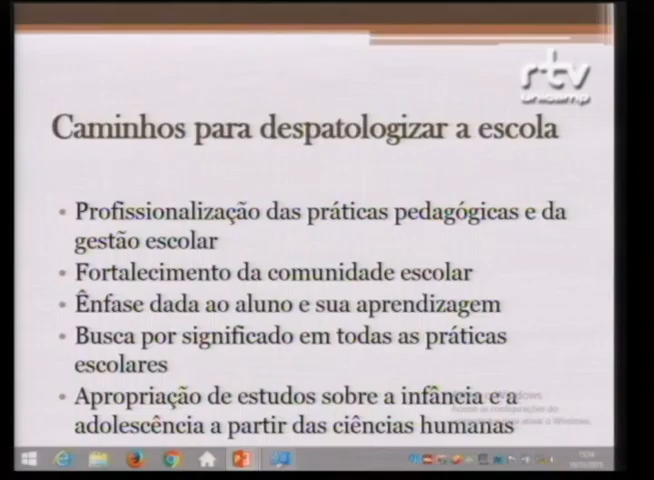 rtv
unicamp
Caminhos para despatologizar a escola
• Profissionalização das práticas pedagógicas e da
gestão escolar
• Fortalecimento da comunidade escolar
• Ênfase dada ao aluno e sua aprendizagem
• Busca por significado em todas as práticas
escolares
• Apropriação de estudos sobre a infância e a
adolescência a partir das ciências humanas